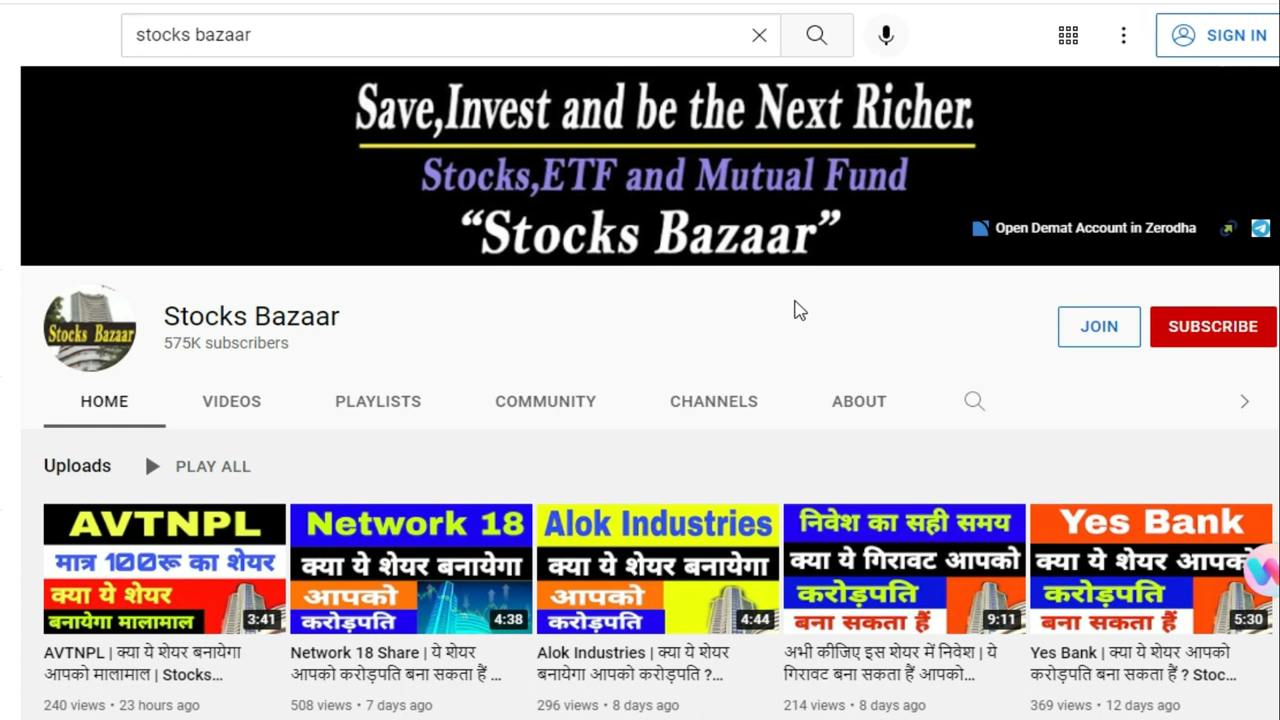 stocks bazaar
SIGN IN
Save,Invest and be the Next Richer.
Stocks,ETF and Mutual Fund
“Stocks Bazaar”
Open Demat Account in Zerodha
Stocks Bazaar
Stocks Bazaar
575K subscribers
JOIN
SUBSCRIBE
HOME
VIDEOS
PLAYLISTS
COMMUNITY
CHANNELS
ABOUT
Uploads
PLAY ALL
AVTNPL
मात्र 100रू का शेयर
क्या ये शेयर
बनायेगा मालामाल
3:41
Network 18
क्या ये शेयर बनायेगा
आपको
करोड़पति
4:38
Alok Industries
क्या ये शेयर बनायेगा
आपको
करोड़पति
4:44
निवेश का सही समय
क्या ये गिरावट आपको
करोड़पति
बना सकता हैं
9:11
Yes Bank
क्या ये शेयर आपको
करोड़पति
बना सकता हैं
5:30
AVTNPL | क्या ये शेयर बनायेगा
आपको मालामाल | Stocks...
240 views • 23 hours ago
Network 18 Share | ये शेयर
आपको करोड़पति बना सकता हैं ...
508 views • 7 days ago
Alok Industries | क्या ये शेयर
बनायेगा आपको करोड़पति ?...
296 views • 8 days ago
अभी कीजिए इस शेयर में निवेश | ये
गिरावट बना सकता हैं आपको...
214 views • 8 days ago
Yes Bank | क्या ये शेयर आपको
करोड़पति बना सकता हैं ? Stoc...
369 views • 12 days ago